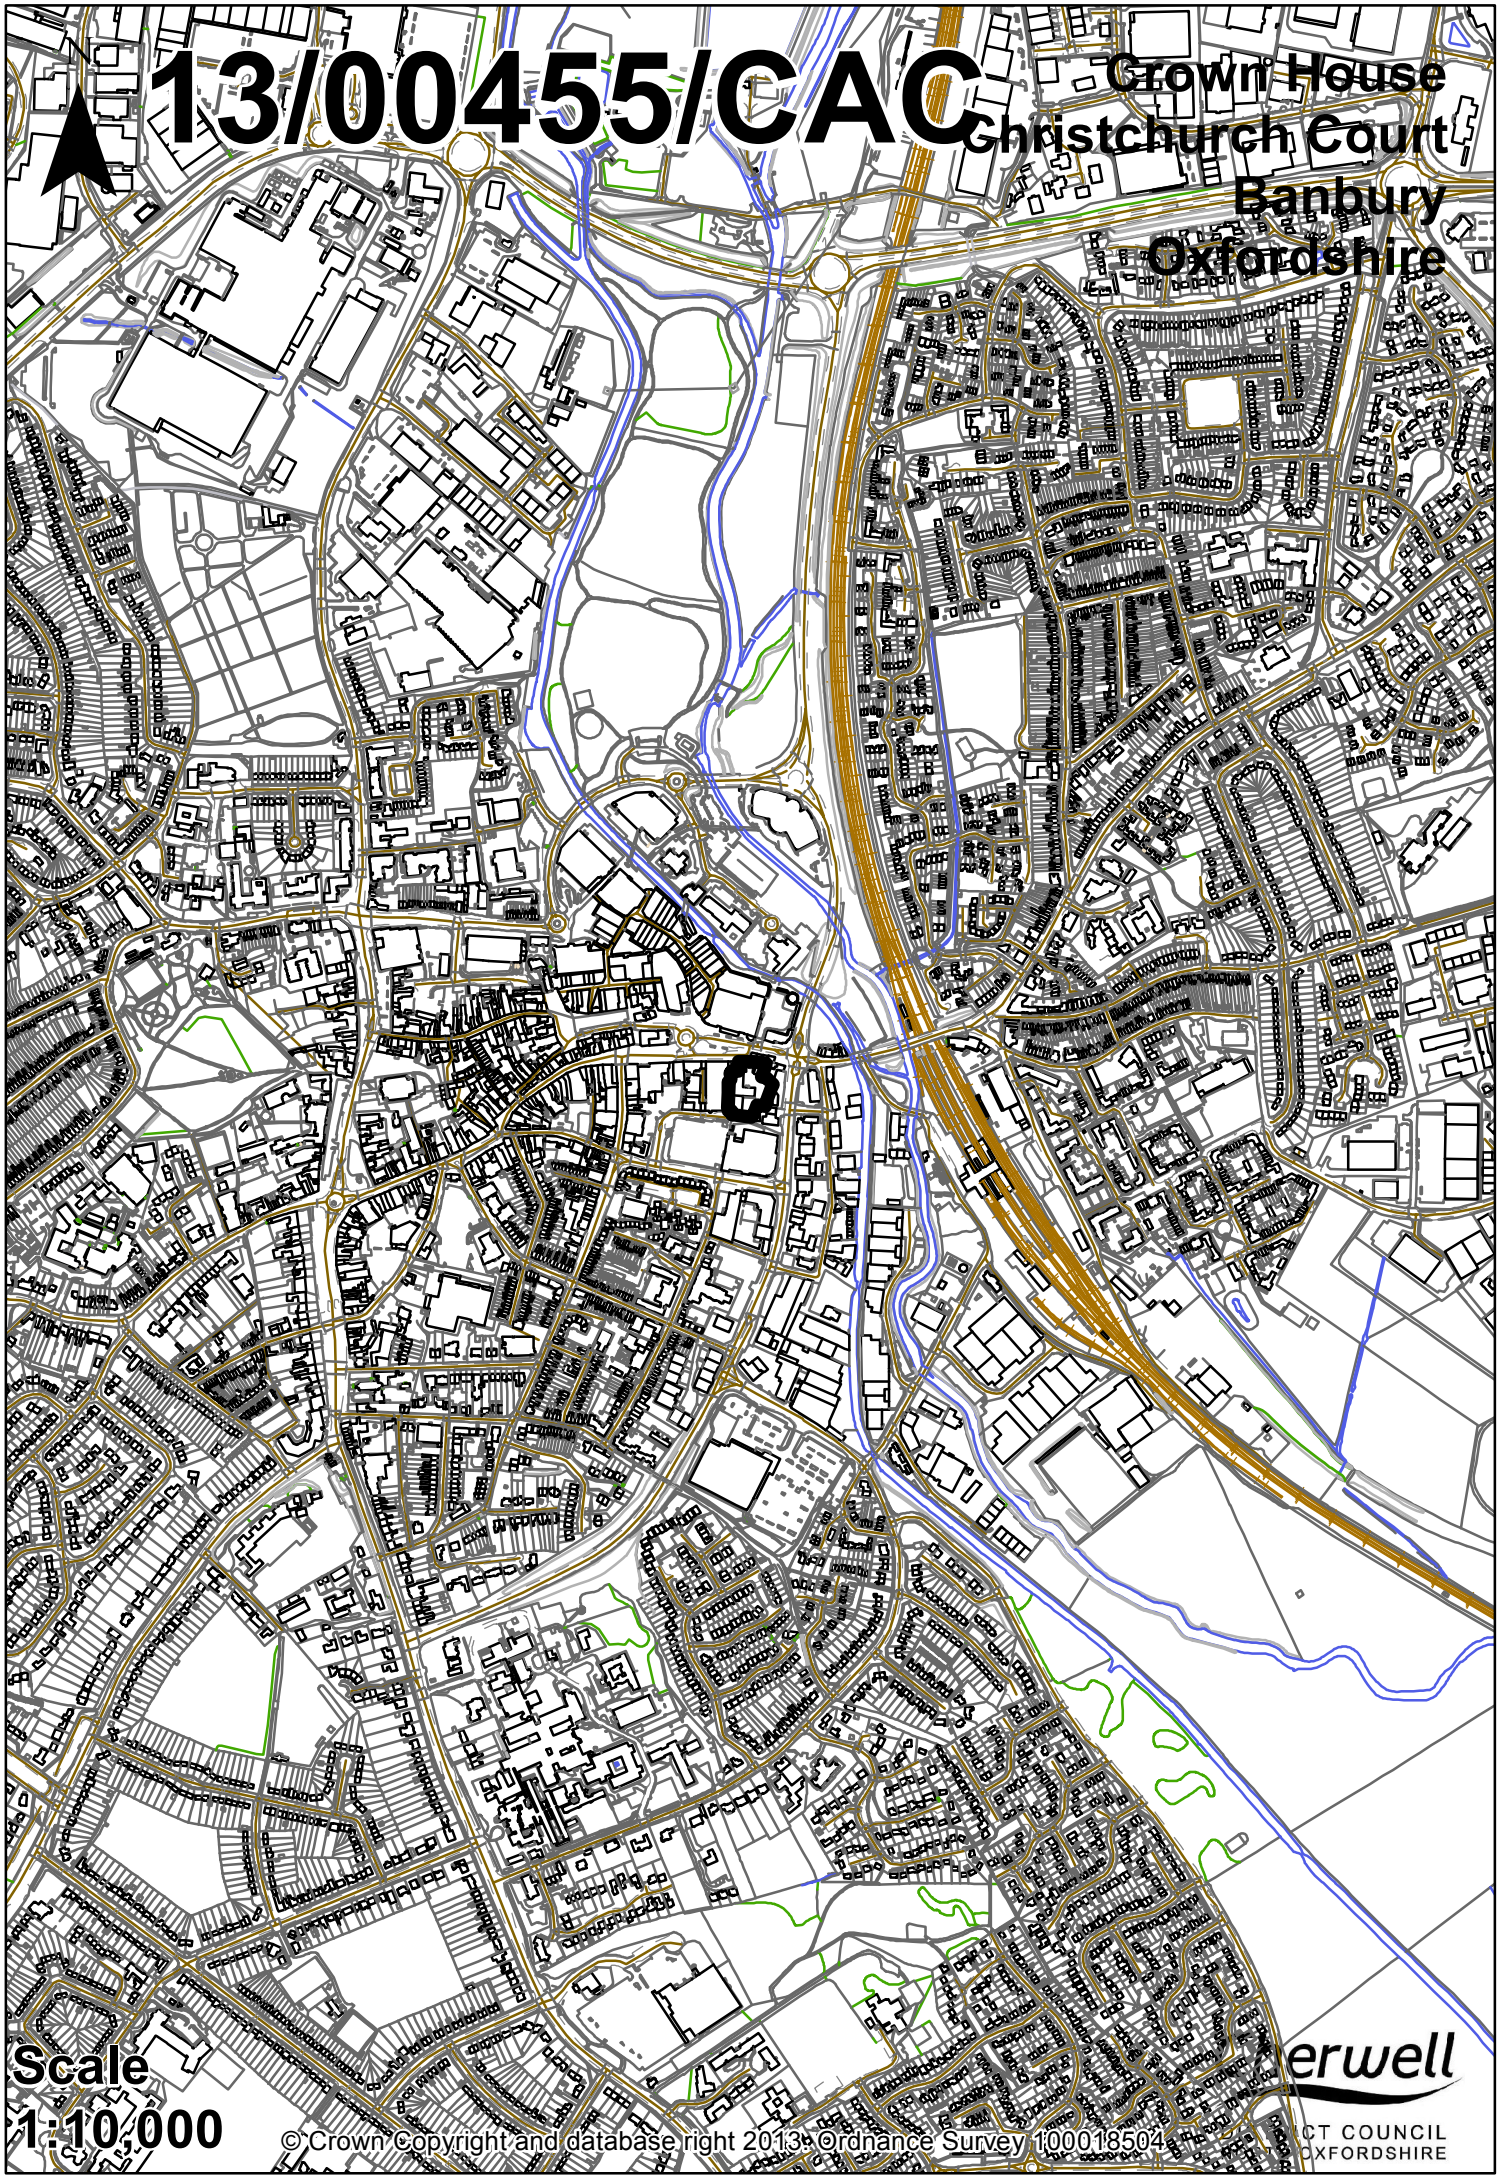 13/00455/CAC
Crown House
Christchurch Court
Banbury
Oxfordshire
Scale
1:10,000
© Crown Copyright and database right 2013. Ordnance Survey 100018504
erwell
COUNCIL
OXFORDSHIRE